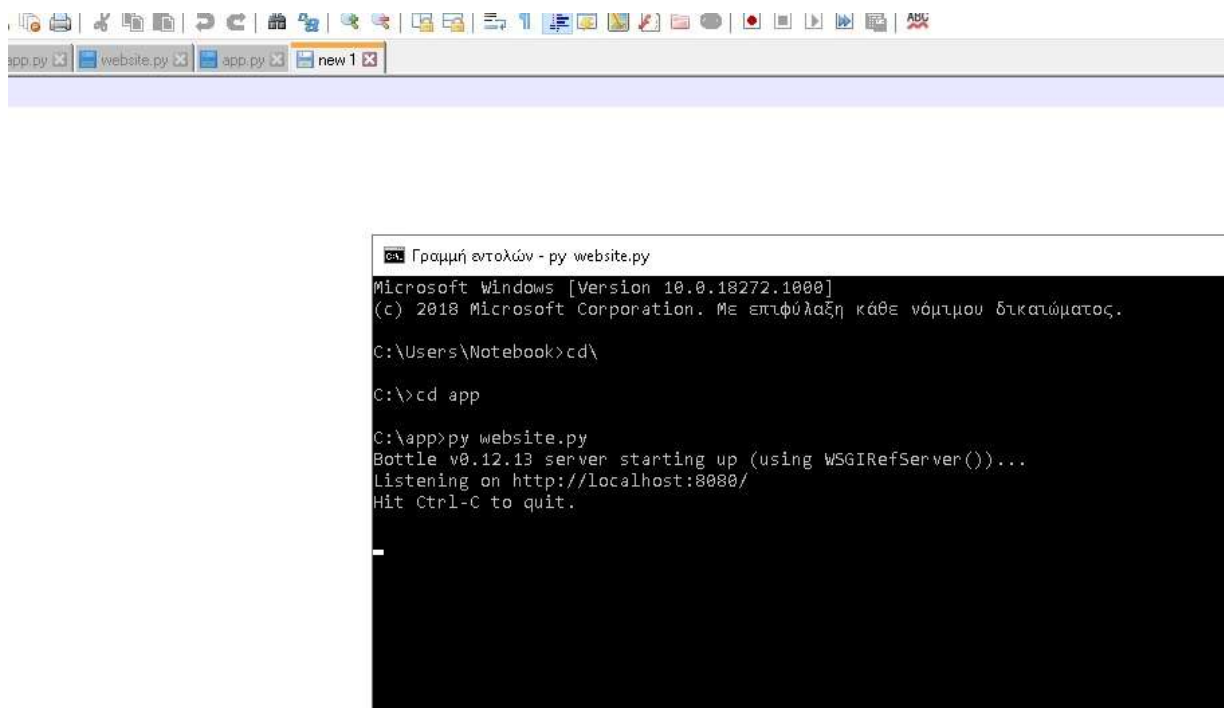 ABC
app.py website.py app.py new 1
Γραμμή εντολών - py website.py
Microsoft Windows [Version 10.0.18272.1000]
(c) 2018 Microsoft Corporation. Με επιφύλαξη κάθε νόμιμου δικαιώματος.
C:\Users\Notebook>cd\
C:\>cd app
C:\app>py website.py
Bottle v0.12.13 server starting up (using WSGIRefServer())...
Listening on http://localhost:8080/
Hit Ctrl-C to quit.